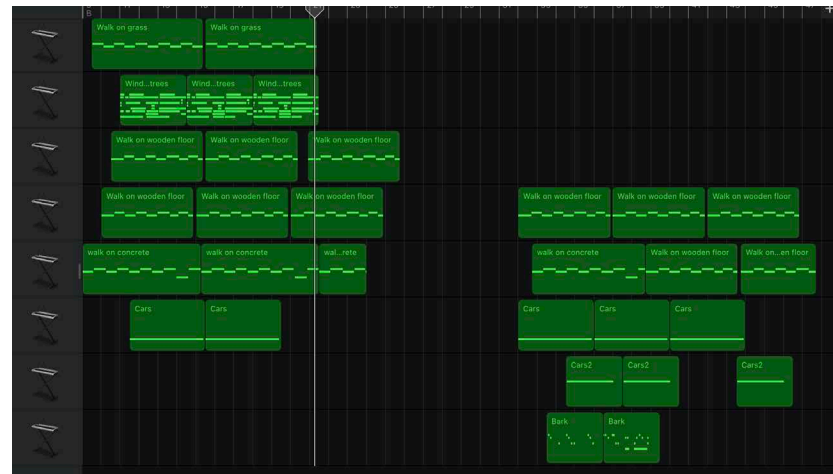 Walk on grass
Walk on grass
Wind...trees
Wind...trees
Wind...trees
Walk on wooden floor
Walk on wooden floor
Walk on wooden floor
Walk on wooden floor
Walk on wooden floor
Walk on wooden floor
Walk on wooden floor
Walk on wooden floor
Walk on wooden floor
walk on concrete
walk on concrete
wal...rete
walk on concrete
Walk on wooden floor
Walk on...en floor
Cars
Cars
Cars
Cars
Cars
Cars2
Cars2
Cars2
Bark
Bark